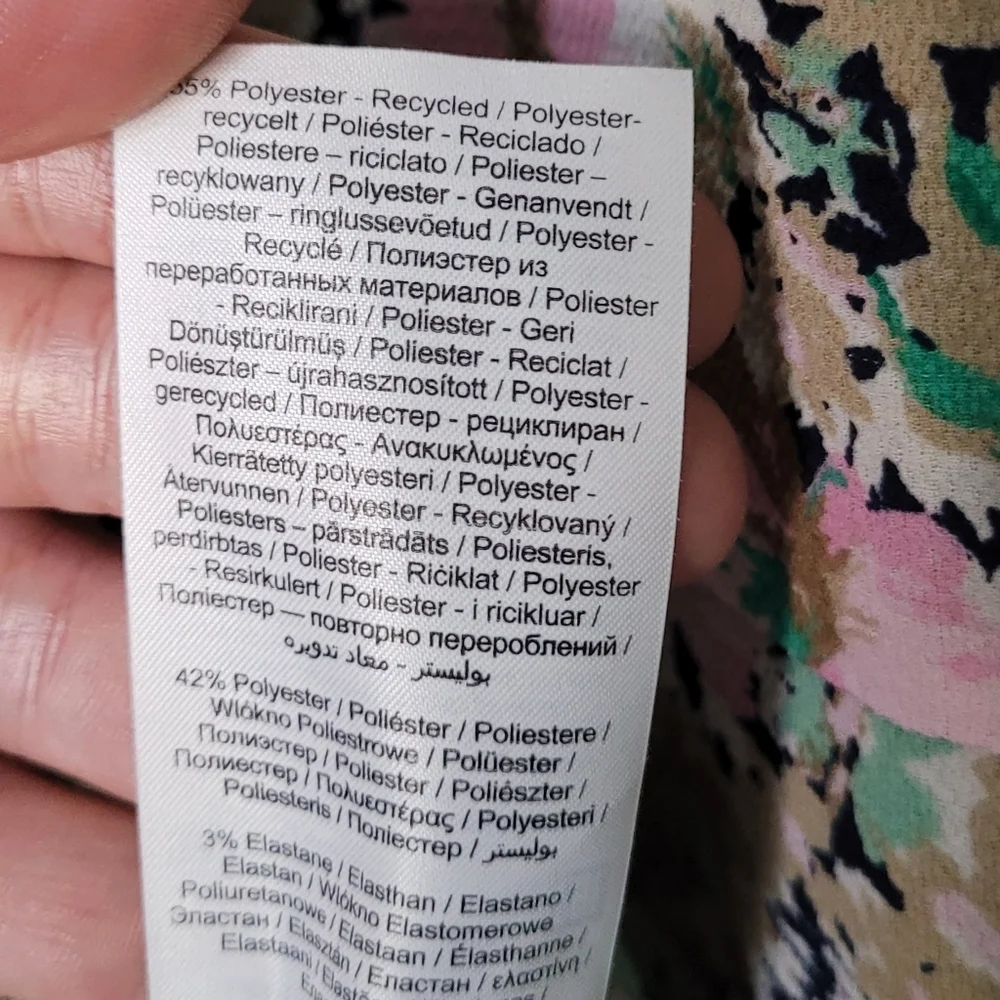 55% Polyester - Recycled / Polyester-
recycelt / Poliéster - Reciclado /
Poliestere – riciclato / Poliester –
recyklowany / Polyester - Genanvendt /
Polüester – ringlussevõetud / Polyester -
Recyclé / Полиэстер из
переработанных материалов / Poliester
- Reciklirani / Poliester - Geri
Dönüştürülmüş / Poliester - Reciclat /
Poliészter – újrahasznosított / Polyester -
gerecycled / Полиестер - рециклиран /
Πολυεστέρας - Ανακυκλωμένος /
Kierrätetty polyesteri / Polyester -
Återvunnen / Polyester - Recyklovaný /
Poliesters – pārstrādāts / Poliesteris,
perdirbtas / Poliester - Riċiklat / Polyester
- Resirkulert / Poliester - i ricikluar /
Поліестер — повторно перероблений /
بوليستر - معاد تدويره
42% Polyester / Poliéster / Poliestere /
Wlókno Poliestrowe / Polüester /
Полиэстер / Poliester / Poliészter /
Полиестер / Πολυεστέρας / Polyesteri /
Poliesteris / Поліестер / بوليستر
3% Elastane / Elasthan / Elastano /
Elastan / Wlókno Elastomerowe
Poliuretanowe / Elastaan / Élasthanne /
Эластан / Elasztán / Еластан / ελαστίνη /
Elastaani /